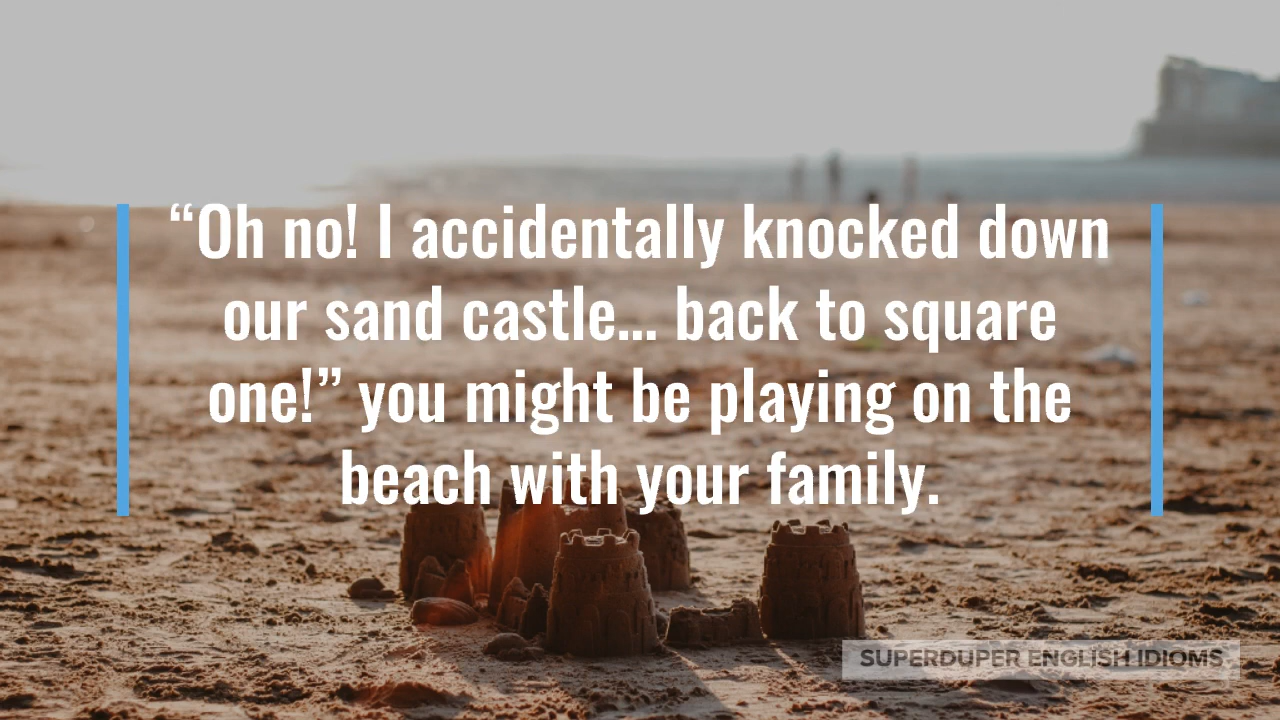 “Oh no! I accidentally knocked down
our sand castle... back to square
one!” you might be playing on the
beach with your family.
SUPERDUPER ENGLISH IDIOMS